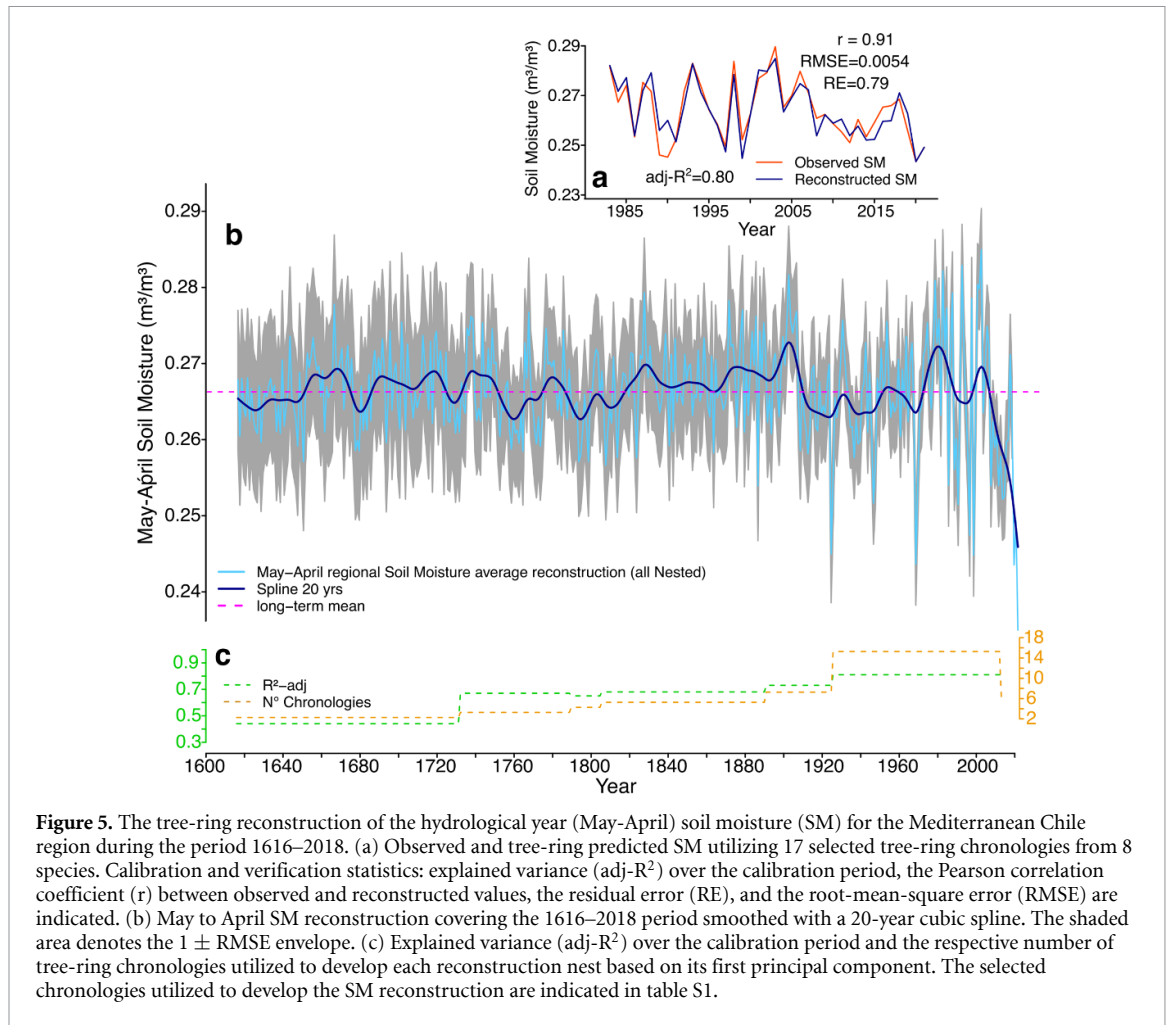 r = 0.91
RMSE=0.0054
RE=0.79
Soil Moisture (m³/m³)
0.29
0.27
0.25
0.23
a
adj-R²=0.80
Observed SM
Reconstructed SM
1985
1995
2005
2015
Year
b
May-April Soil Moisture (m³/m³)
0.29
0.28
0.27
0.26
0.25
0.24
May–April regional Soil Moisture average reconstruction (all Nested)
Spline 20 yrs
long–term mean
c
0.9
0.7
0.5
0.3
R²–adj
N° Chronologies
18
14
10
6
2
1600
1640
1680
1720
1760
1800
1840
1880
1920
1960
2000
Year
Figure 5. The tree-ring reconstruction of the hydrological year (May-April) soil moisture (SM) for the Mediterranean Chile
region during the period 1616–2018. (a) Observed and tree-ring predicted SM utilizing 17 selected tree-ring chronologies from 8
species. Calibration and verification statistics: explained variance (adj-R²) over the calibration period, the Pearson correlation
coefficient (r) between observed and reconstructed values, the residual error (RE), and the root-mean-square error (RMSE) are
indicated. (b) May to April SM reconstruction covering the 1616–2018 period smoothed with a 20-year cubic spline. The shaded
area denotes the 1 ± RMSE envelope. (c) Explained variance (adj-R²) over the calibration period and the respective number of
tree-ring chronologies utilized to develop each reconstruction nest based on its first principal component. The selected
chronologies utilized to develop the SM reconstruction are indicated in table S1.